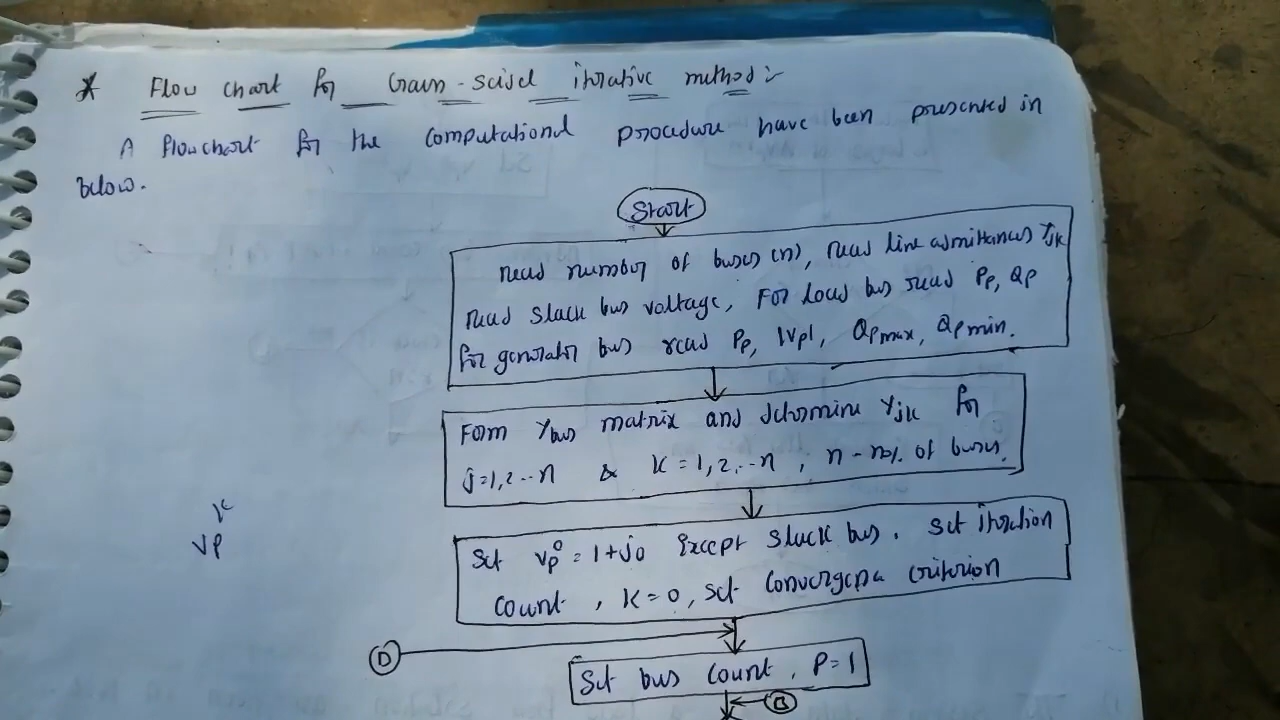 * Flow chart for Gauss-seisel iterative method :-
A flowchart for the computational procedure have been presented in
below.
Start
read number of buses (n), read line admittances Yjk
read slack bus voltage, For load bus read Pp, Qp
for generator bus read Pp, |Vp|, Qpmax, Qpmin.
Form Ybus matrix and determine Yjk for
j=1,2..n & k=1,2,..n, n- no. of buses.
Set Vp⁰ = 1+j0 Except slack bus. set iteration
count, K=0, set convergence criterion
Vp^k
D
Set bus count, P=1
B